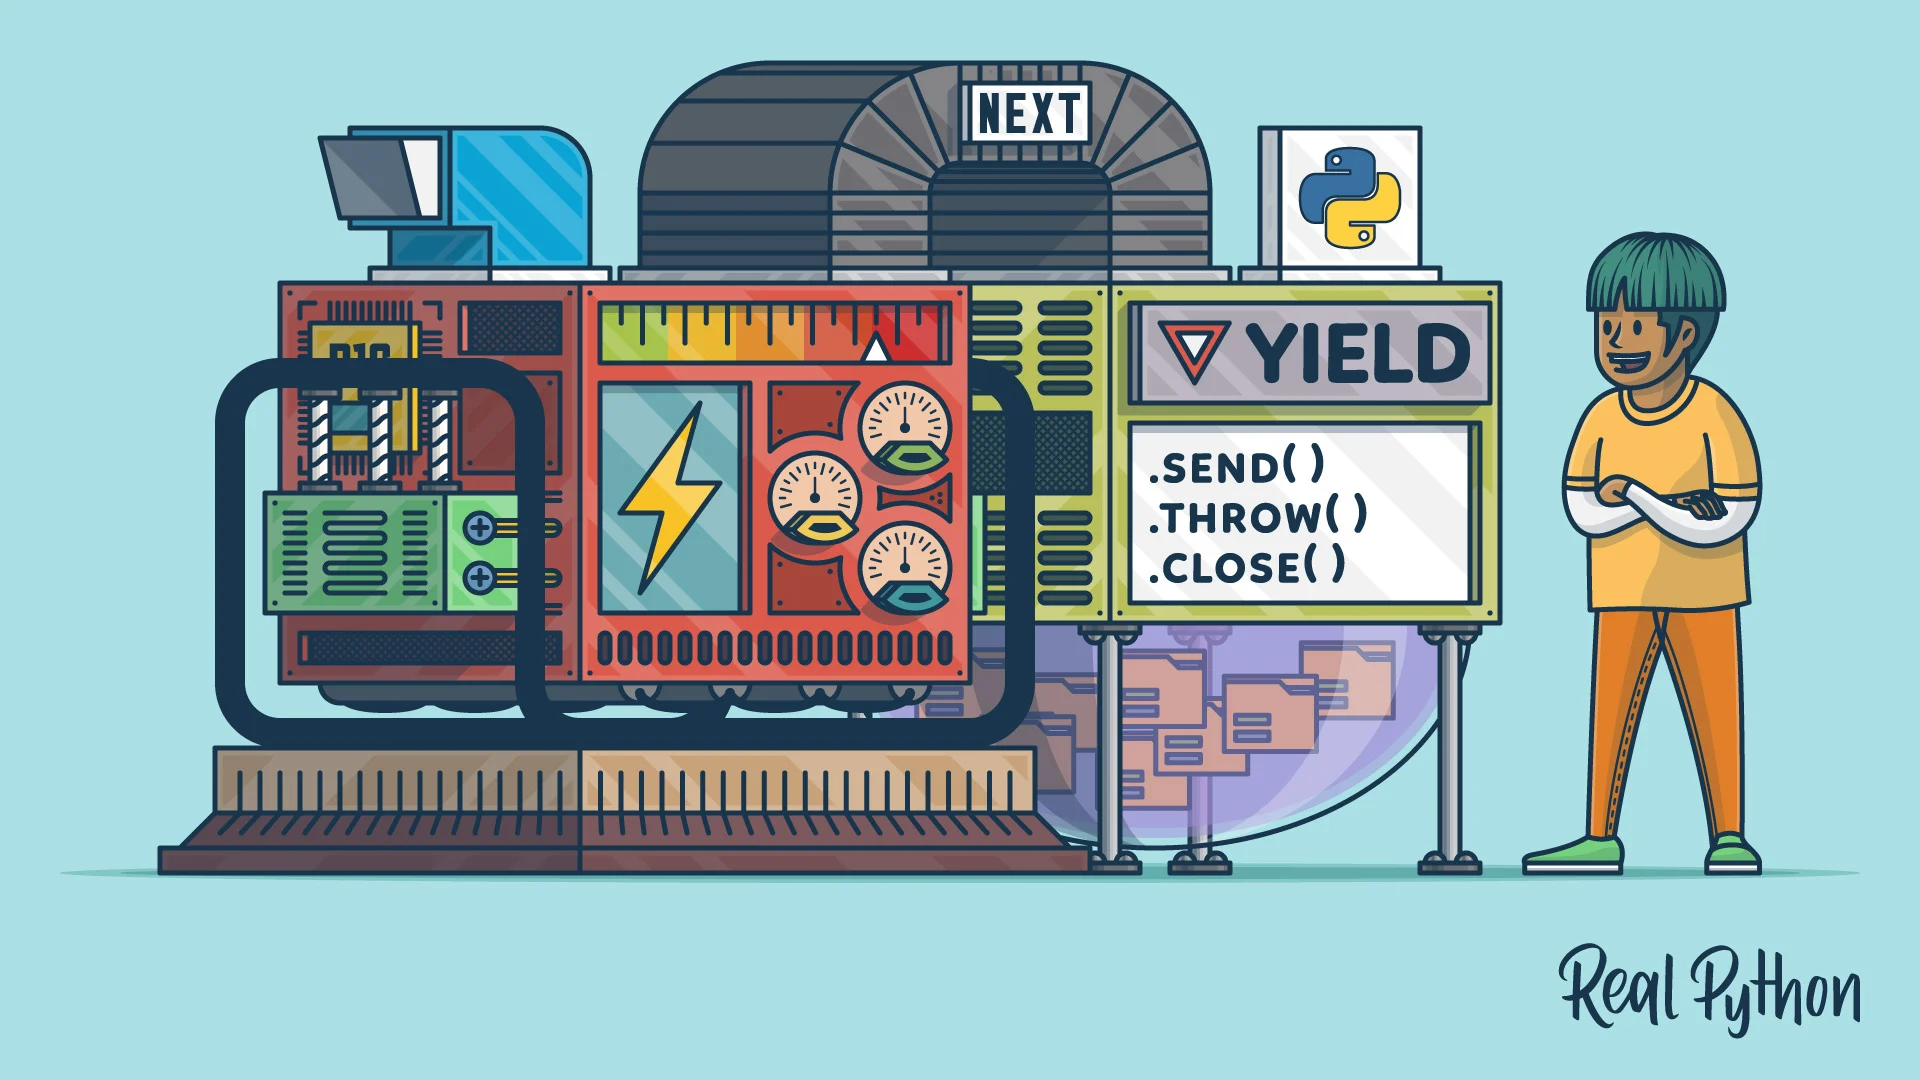 NEXT
YIELD
.SEND()
.THROW()
.CLOSE()
Real Python